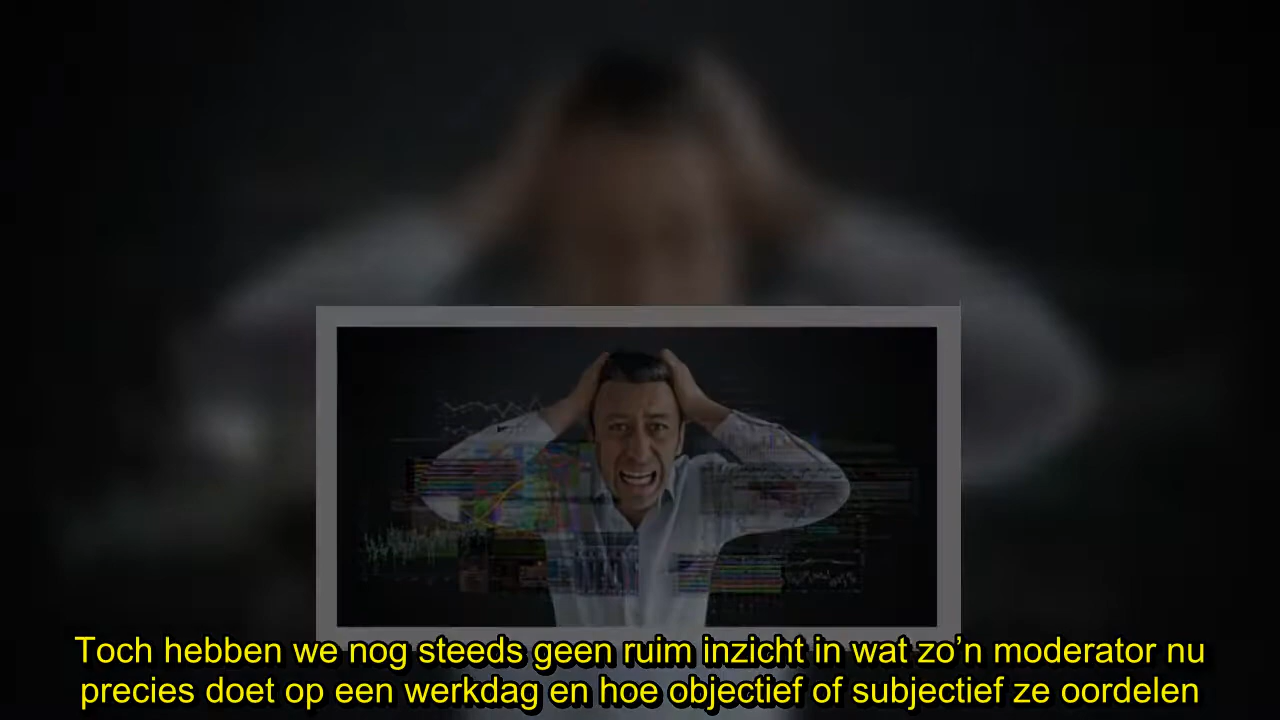 Toch hebben we nog steeds geen ruim inzicht in wat zo’n moderator nu
precies doet op een werkdag en hoe objectief of subjectief ze oordelen